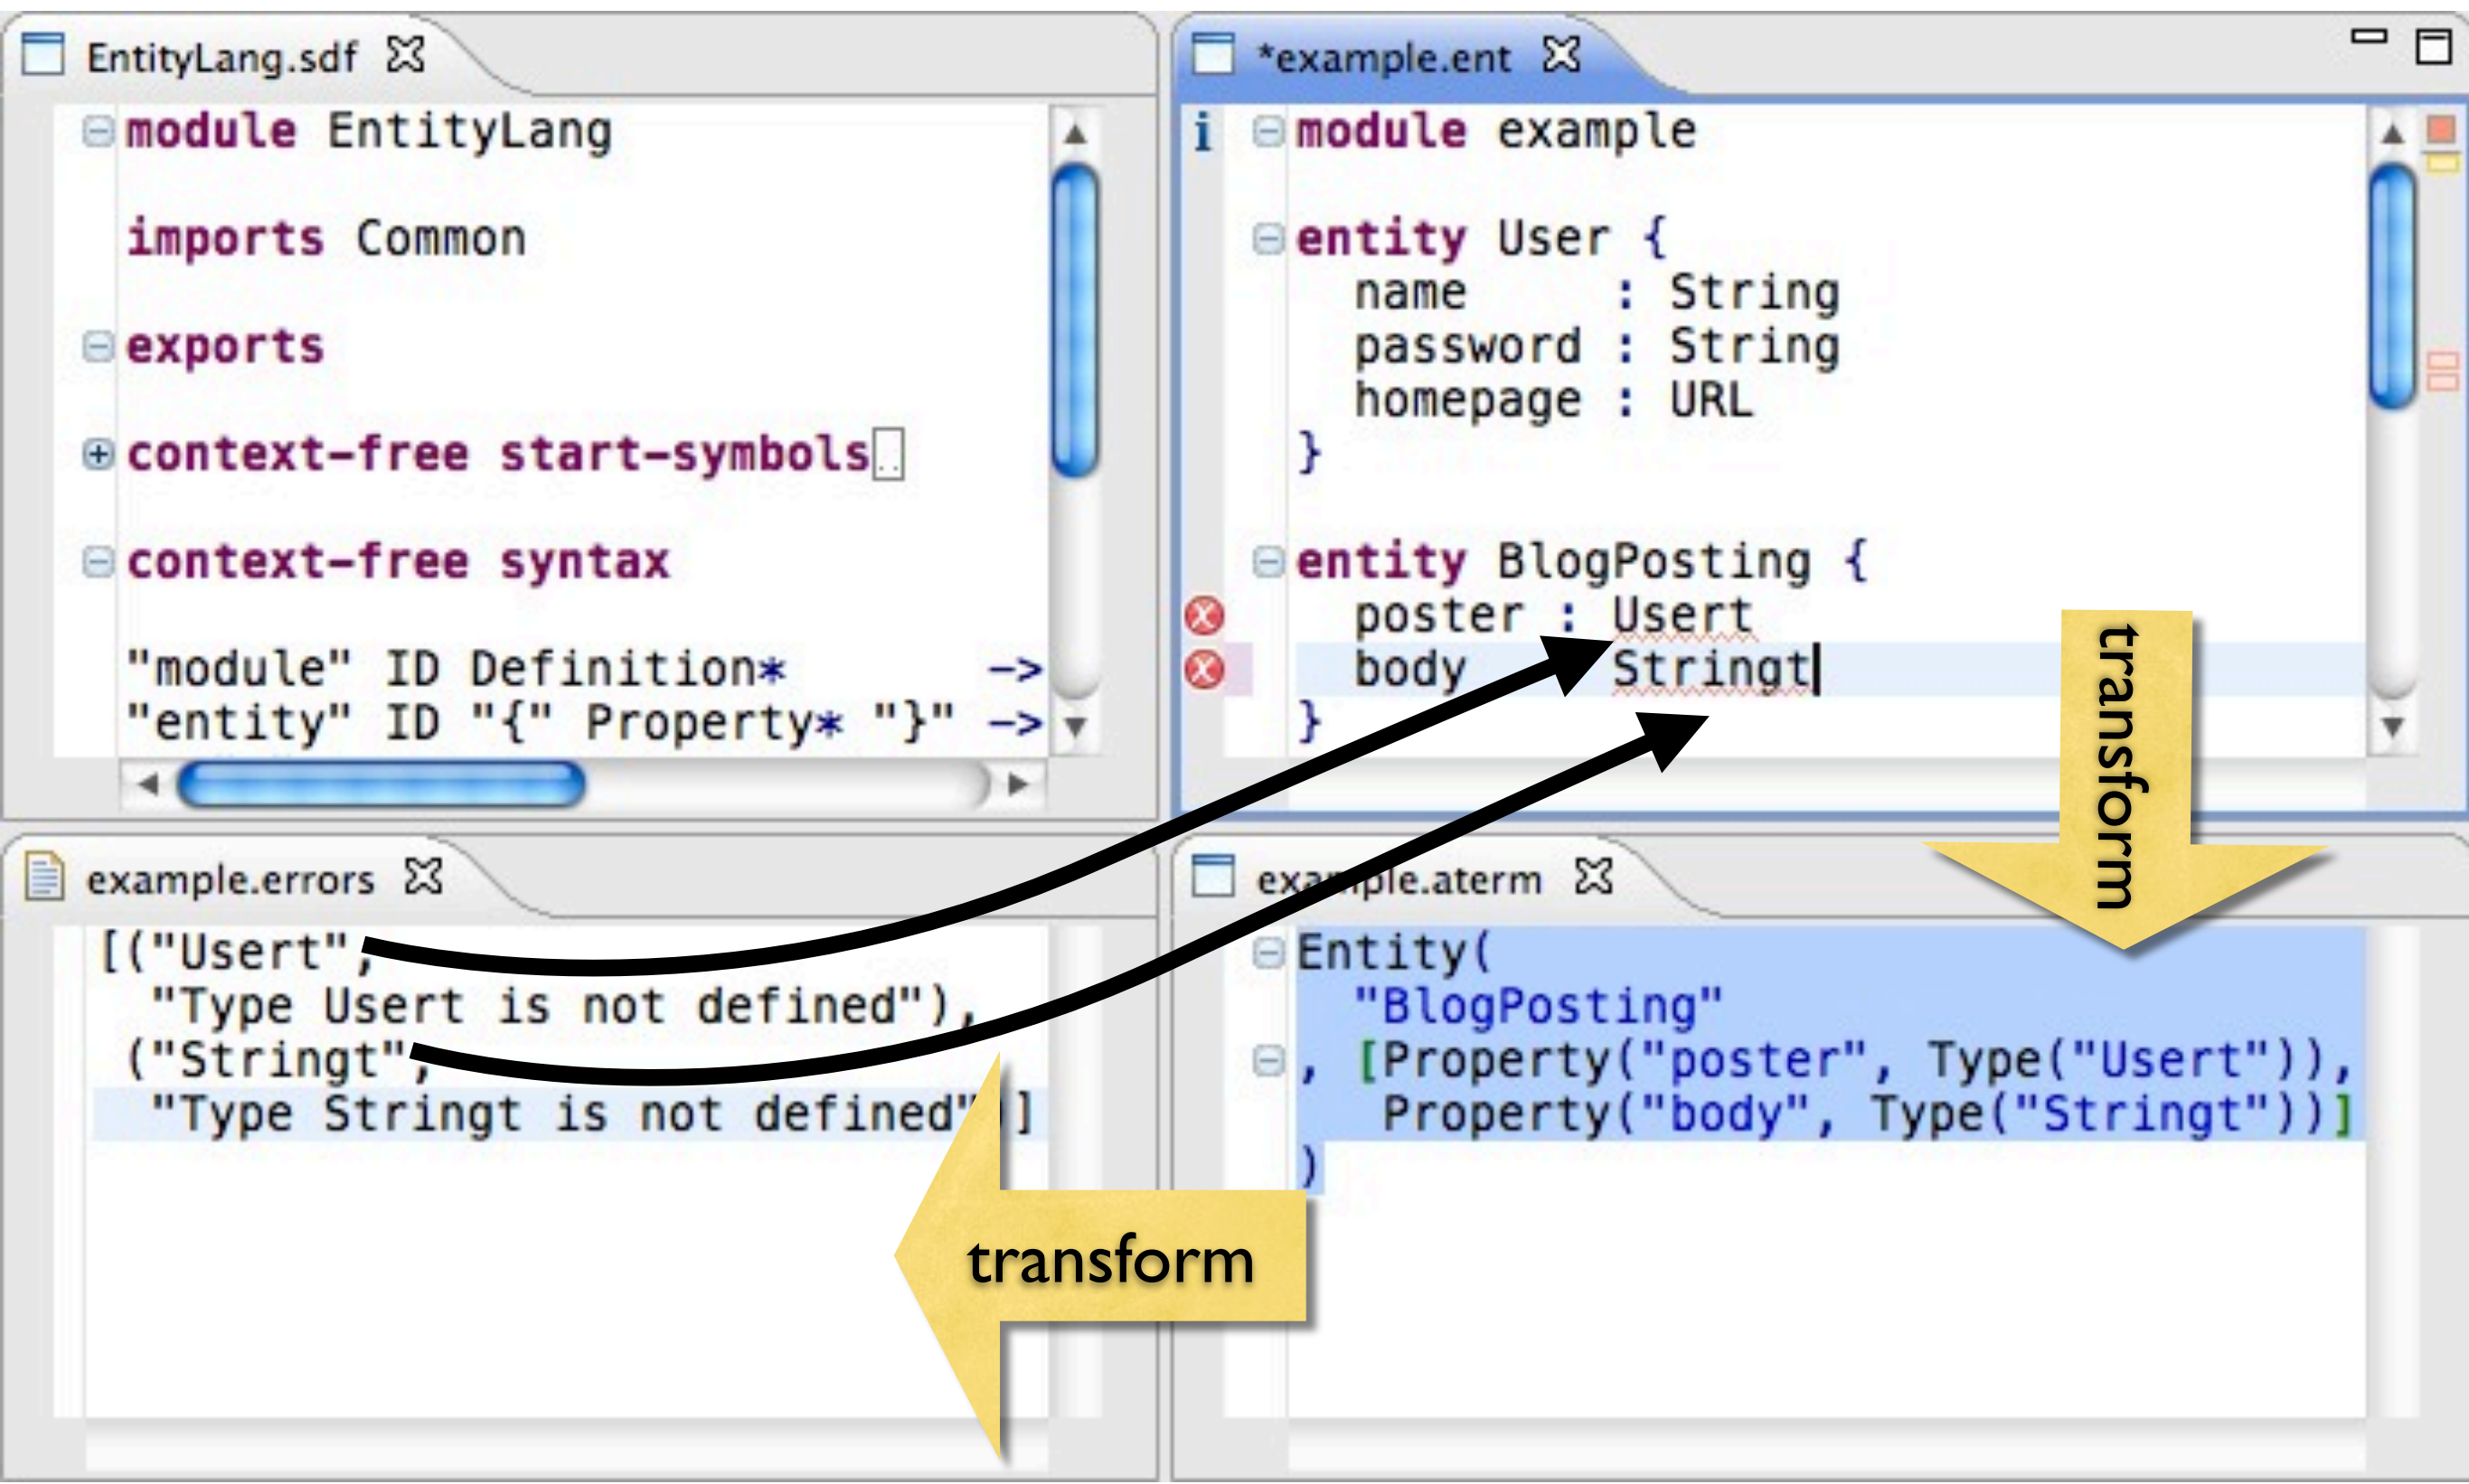 EntityLang.sdf
module EntityLang
imports Common
exports
context-free start-symbols
context-free syntax
"module" ID Definition* ->
"entity" ID "{" Property* "}" ->
*example.ent
module example
entity User {
name : String
password : String
homepage : URL
}
entity BlogPosting {
poster : Usert
body Stringt
}
transform
example.errors
[("Usert",
"Type Usert is not defined"),
("Stringt",
"Type Stringt is not defined")]
transform
example.aterm
Entity(
"BlogPosting"
, [Property("poster", Type("Usert")),
Property("body", Type("Stringt"))]
)